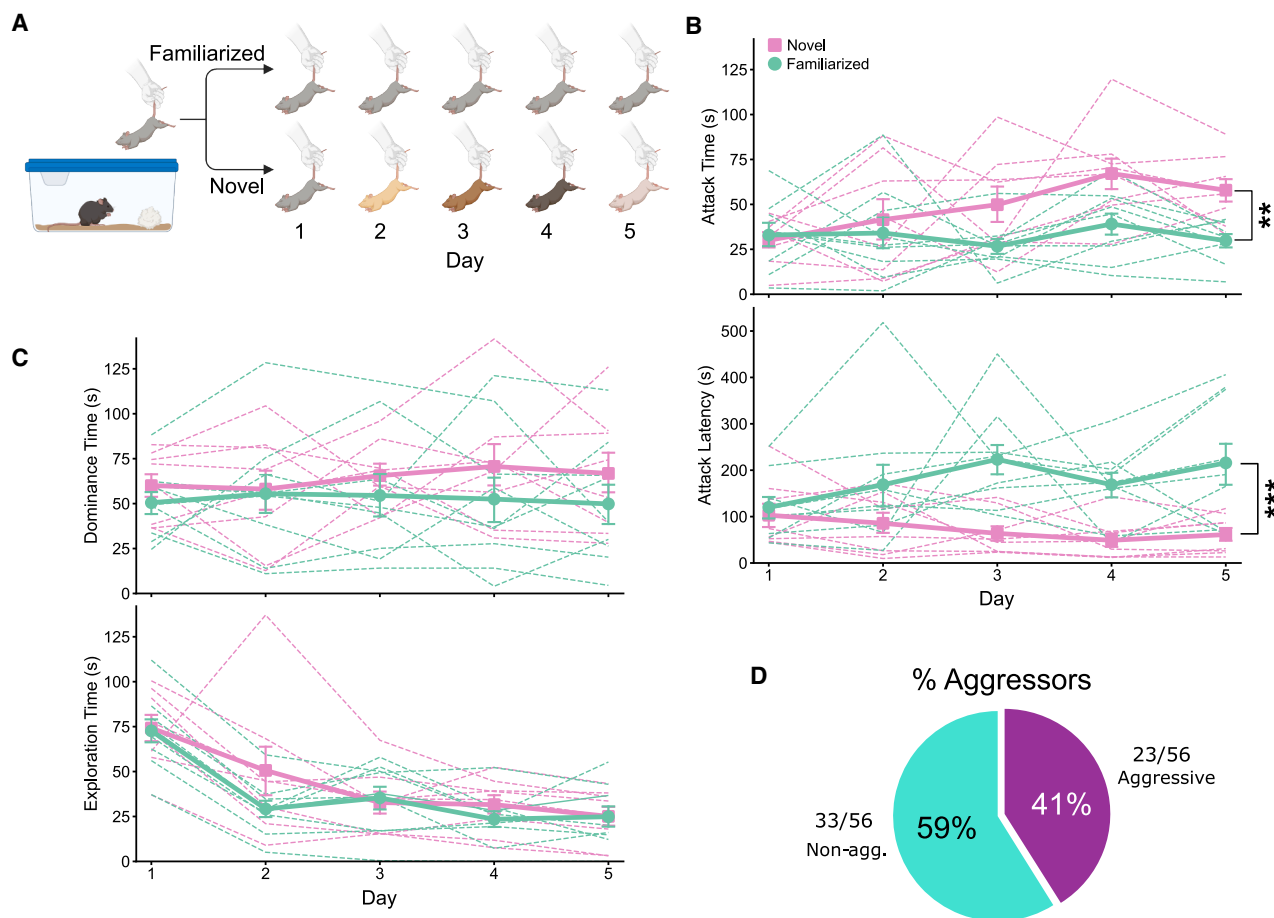 A
Familiarized
Novel
1 2 3 4 5
Day
B
Novel
Familiarized
Attack Time (s)
125
100
75
50
25
0
**
Attack Latency (s)
500
400
300
200
100
0
***
1 2 3 4 5
Day
C
Dominance Time (s)
125
100
75
50
25
0
Exploration Time (s)
125
100
75
50
25
0
1 2 3 4 5
Day
D
% Aggressors
23/56
Aggressive
41%
33/56
Non-agg.
59%